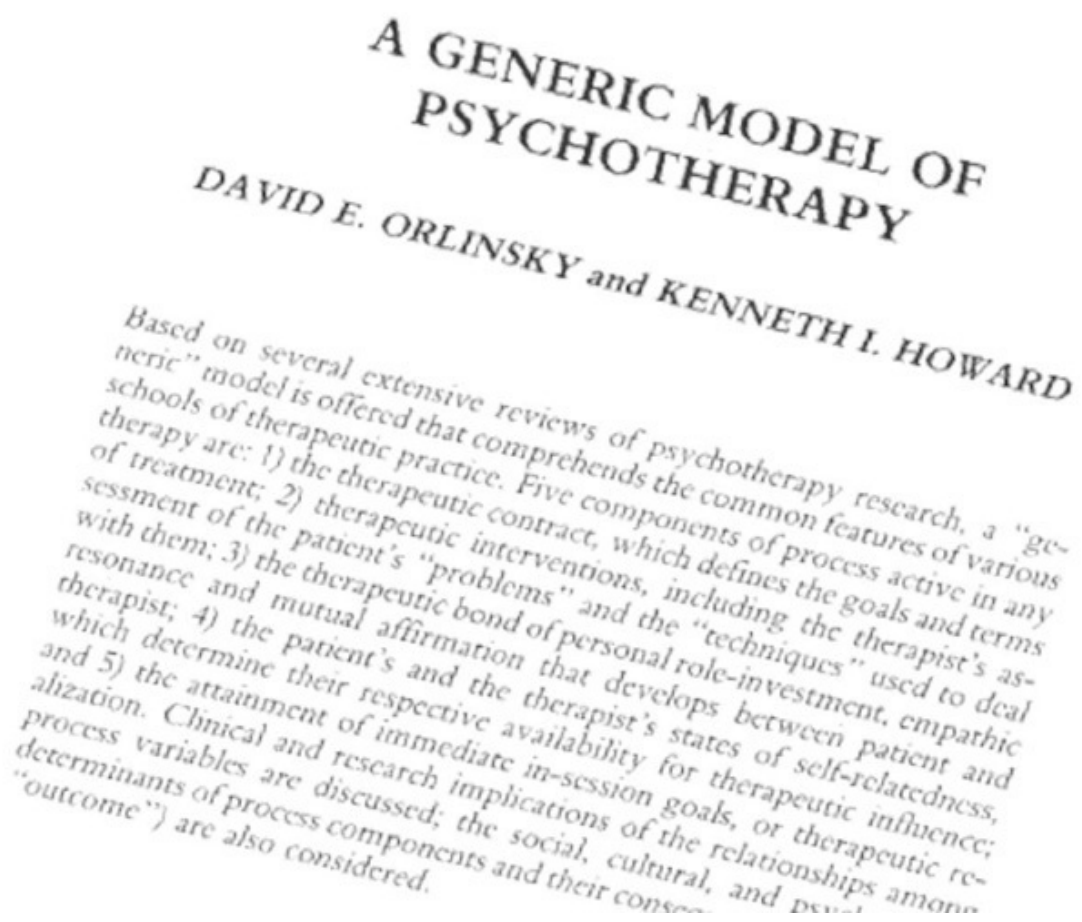 A GENERIC MODEL OF
PSYCHOTHERAPY
DAVID E. ORLINSKY and KENNETH I. HOWARD
Based on several extensive reviews of psychotherapy research, a “ge-
neric” model is offered that comprehends the common features of various
schools of therapeutic practice. Five components of process active in any
therapy are: 1) the therapeutic contract, which defines the goals and terms
of treatment; 2) therapeutic interventions, including the therapist's as-
sessment of the patient's “problems” and the “techniques” used to deal
with them; 3) the therapeutic bond of personal role-investment, empathic
resonance and mutual affirmation that develops between patient and
therapist; 4) the patient's and the therapist's states of self-relatedness,
which determine their respective availability for therapeutic influence;
and 5) the attainment of immediate in-session goals, or therapeutic re-
alization. Clinical and research implications of the relationships among
process variables are discussed; the social, cultural, and
determinants of process components and their
“outcome”) are also considered.